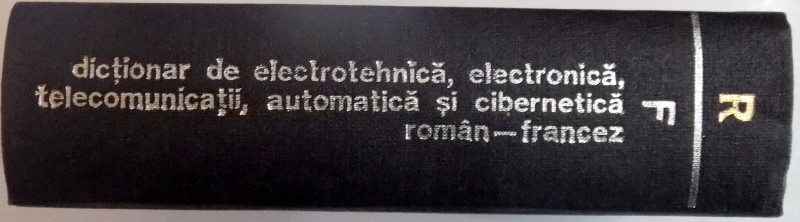 R
F
dicționar de electrotehnică, electronică,
telecomunicații, automatică și cibernetică
român—francez